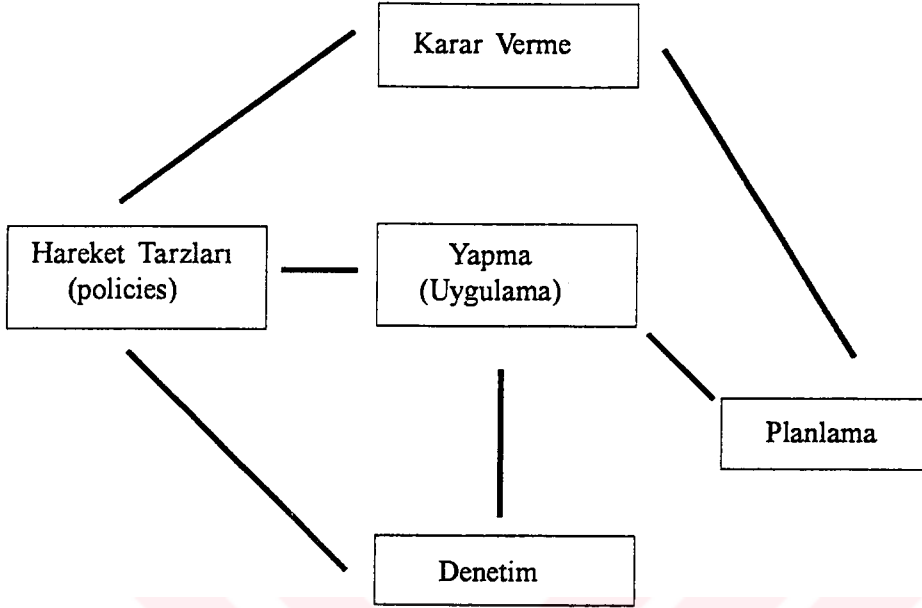 Karar Verme
Hareket Tarzları
(policies)
Yapma
(Uygulama)
Planlama
Denetim